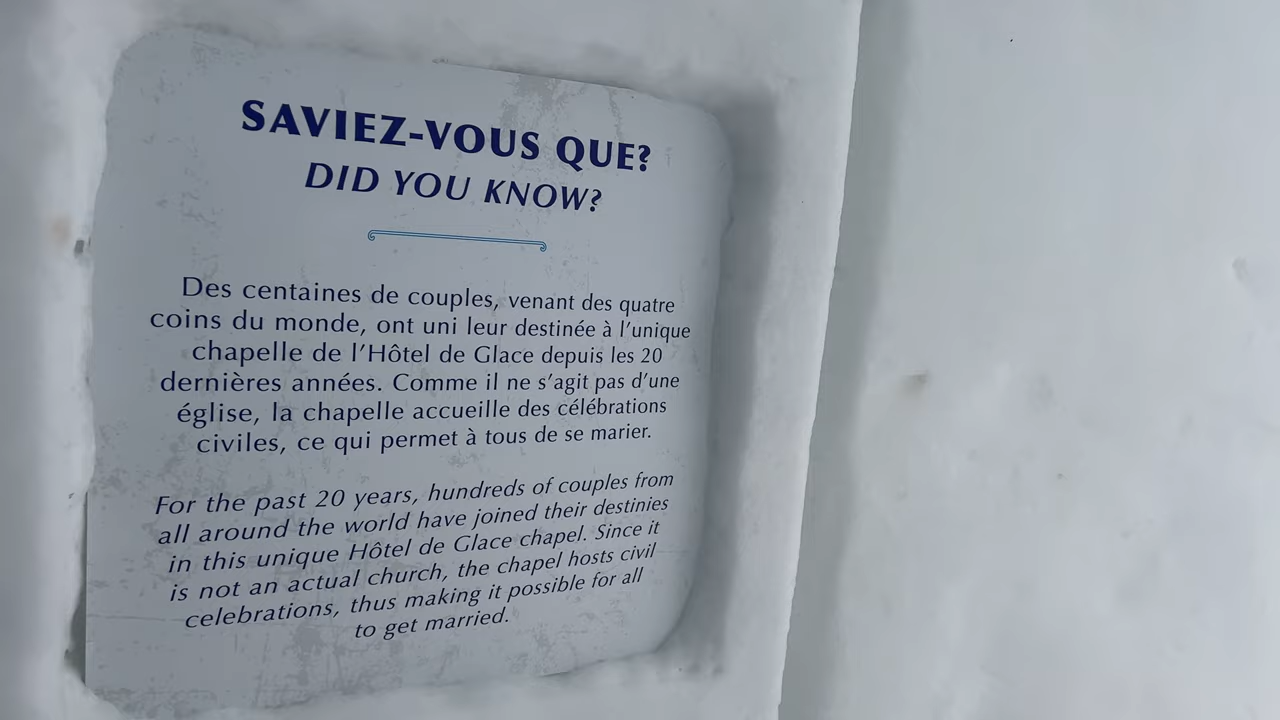 SAVIEZ-VOUS QUE?
DID YOU KNOW?
Des centaines de couples, venant des quatre
coins du monde, ont uni leur destinée à l'unique
chapelle de l'Hôtel de Glace depuis les 20
dernières années. Comme il ne s'agit pas d'une
église, la chapelle accueille des célébrations
civiles, ce qui permet à tous de se marier.
For the past 20 years, hundreds of couples from
all around the world have joined their destinies
in this unique Hôtel de Glace chapel. Since it
is not an actual church, the chapel hosts civil
celebrations, thus making it possible for all
to get married.